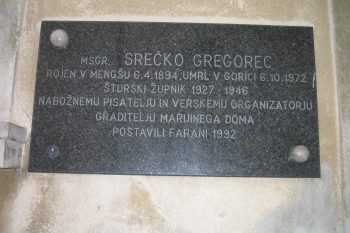 MSGR. SREČKO GREGOREC
ROJEN V MENGŠU 6.4.1894, UMRL V GORICI 6.10.1972
ŠTURSKI ŽUPNIK 1927 - 1946
NABOŽNEMU PISATELJU IN VERSKEMU ORGANIZATORJU
GRADITELJU MARIJINEGA DOMA
POSTAVILI FARANI 1992